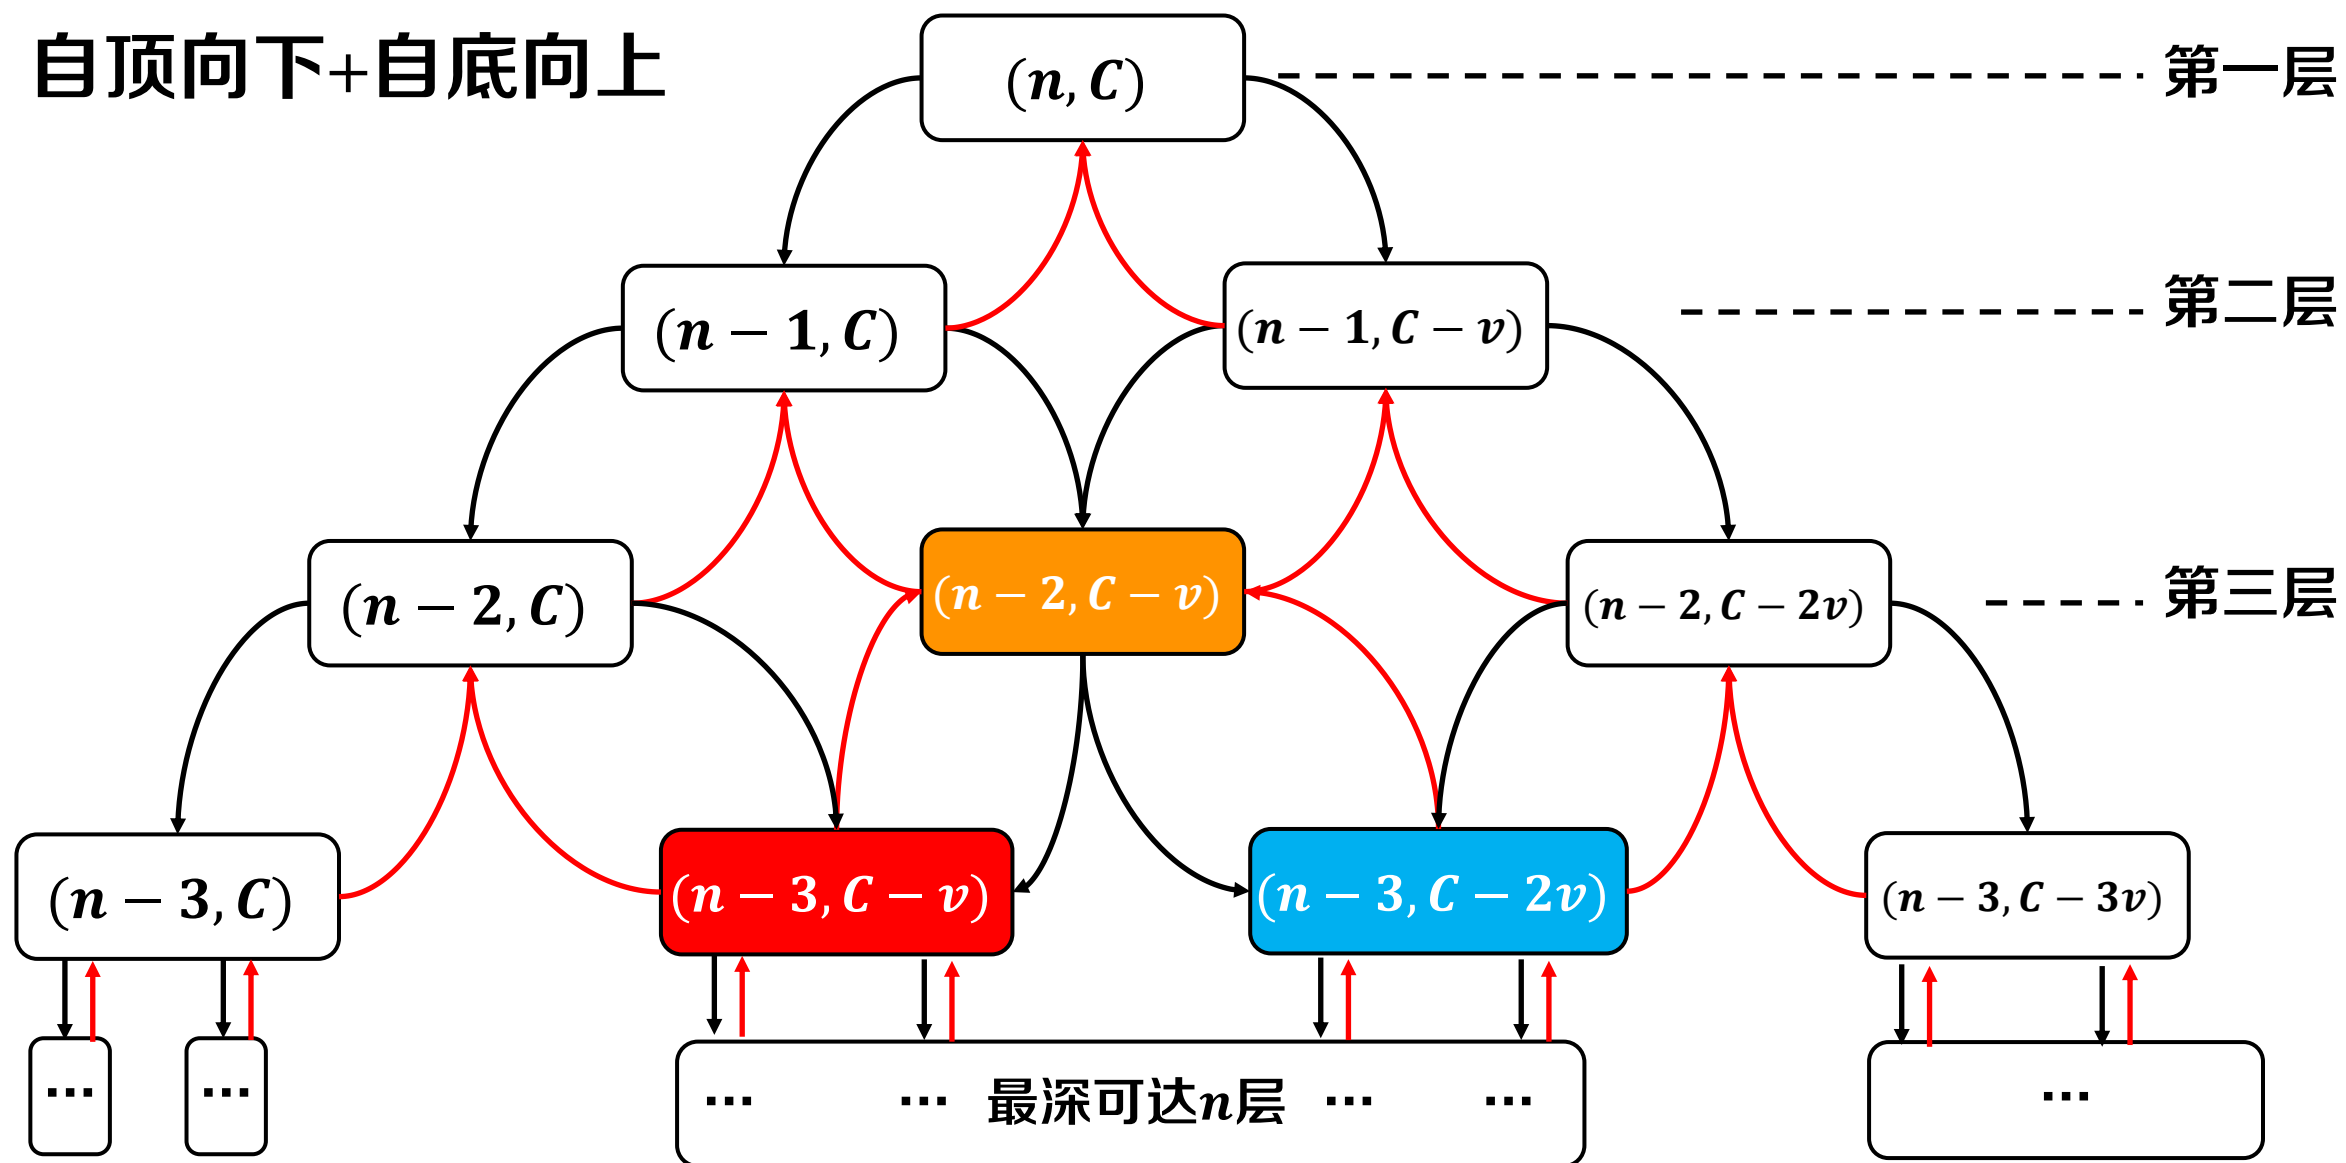 自顶向下+自底向上
(n, C)
第一层
(n − 1, C)
(n − 1, C − v)
第二层
(n − 2, C)
(n − 2, C − v)
(n − 2, C − 2v)
第三层
(n − 3, C)
(n − 3, C − v)
(n − 3, C − 2v)
(n − 3, C − 3v)
…
…
…
…
最深可达n层
…
…
…